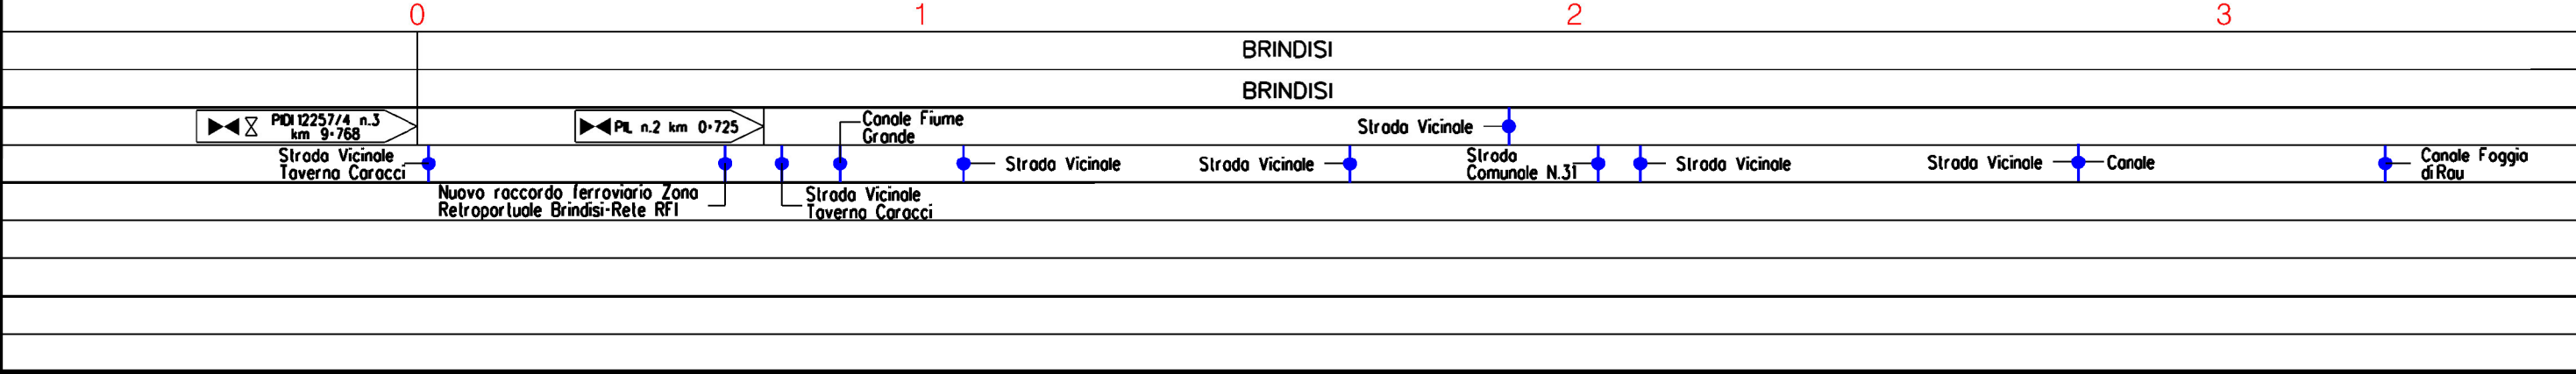 0 1 2 3
BRINDISI
BRINDISI
PIDI 12257/4 n.3
km 9+768
PIL n.2 km 0+725
Canale Fiume
Grande
Strada Vicinale
Strada Vicinale
Taverna Caracci
Strada Vicinale
Strada Vicinale
Strada
Comunale N.31
Strada Vicinale
Strada Vicinale
Canale
Canale Foggia
di Rau
Nuovo raccordo ferroviario Zona
Retroportuale Brindisi-Rete RFI
Strada Vicinale
Taverna Caracci